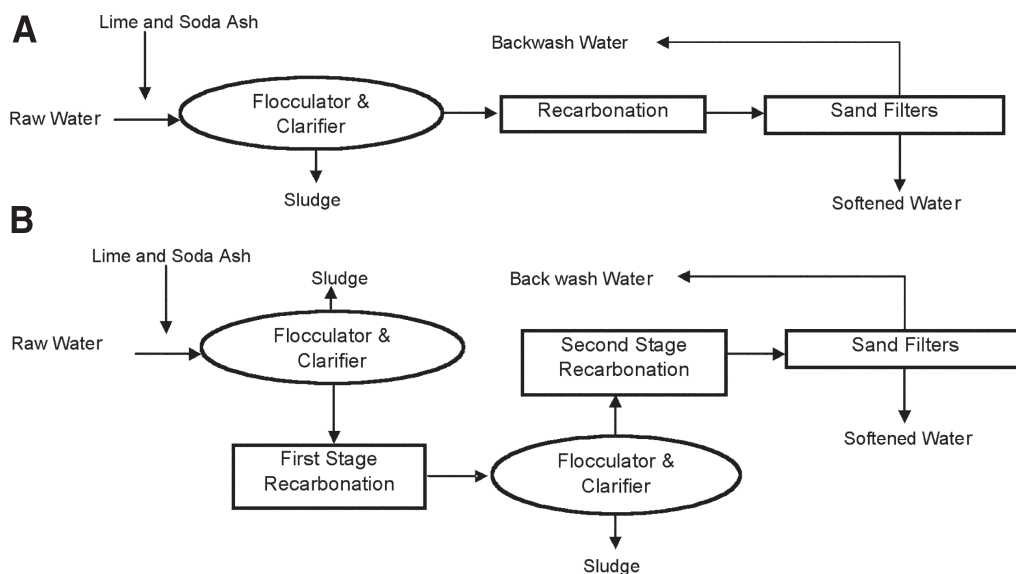 A
Lime and Soda Ash
Backwash Water
Raw Water
Flocculator &
Clarifier
Recarbonation
Sand Filters
Sludge
Softened Water
B
Lime and Soda Ash
Sludge
Back wash Water
Raw Water
Flocculator &
Clarifier
Second Stage
Recarbonation
Sand Filters
Softened Water
First Stage
Recarbonation
Flocculator &
Clarifier
Sludge